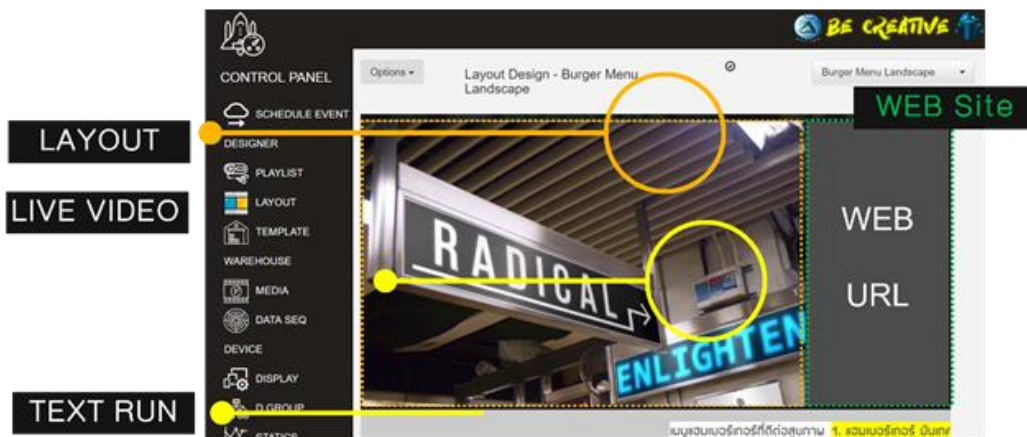 BE CREATIVE
CONTROL PANEL
Options
Layout Design - Burger Menu
Landscape
Burger Menu Landscape
WEB Site
SCHEDULE EVENT
LAYOUT
DESIGNER
PLAYLIST
LIVE VIDEO
LAYOUT
TEMPLATE
WAREHOUSE
MEDIA
DATA SEQ
DEVICE
DISPLAY
D.GROUP
STATICS
RADICAL
ENLIGHTEN
WEB
URL
TEXT RUN
เมนูแฮมเบอร์เกอร์ที่ดีต่อสุขภาพ 1. แฮมเบอร์เกอร์